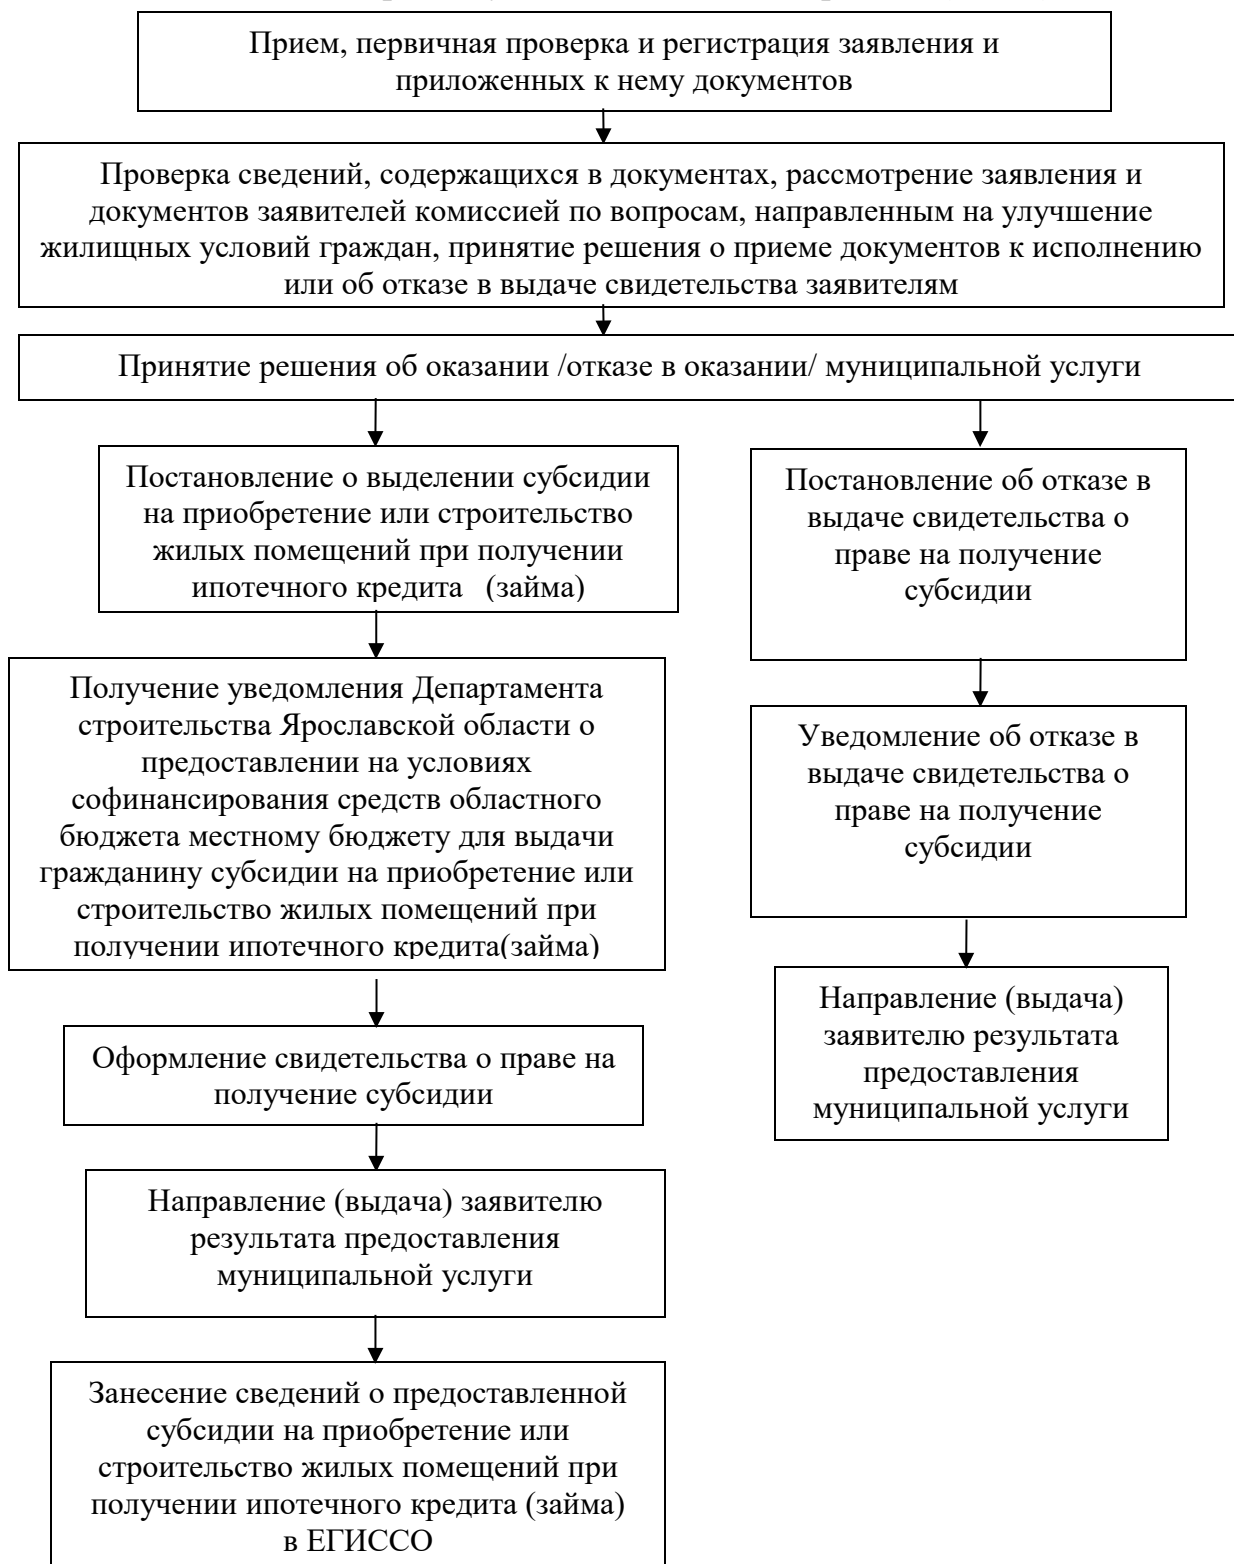 Прием, первичная проверка и регистрация заявления и
приложенных к нему документов
Проверка сведений, содержащихся в документах, рассмотрение заявления и
документов заявителей комиссией по вопросам, направленным на улучшение
жилищных условий граждан, принятие решения о приеме документов к исполнению
или об отказе в выдаче свидетельства заявителям
Принятие решения об оказании /отказе в оказании/ муниципальной услуги
Постановление о выделении субсидии
на приобретение или строительство
жилых помещений при получении
ипотечного кредита (займа)
Получение уведомления Департамента
строительства Ярославской области о
предоставлении на условиях
софинансирования средств областного
бюджета местному бюджету для выдачи
гражданину субсидии на приобретение или
строительство жилых помещений при
получении ипотечного кредита(займа)
Оформление свидетельства о праве на
получение субсидии
Направление (выдача) заявителю
результата предоставления
муниципальной услуги
Занесение сведений о предоставленной
субсидии на приобретение или
строительство жилых помещений при
получении ипотечного кредита (займа)
в ЕГИССО
Постановление об отказе в
выдаче свидетельства о
праве на получение
субсидии
Уведомление об отказе в
выдаче свидетельства о
праве на получение
субсидии
Направление (выдача)
заявителю результата
предоставления
муниципальной услуги